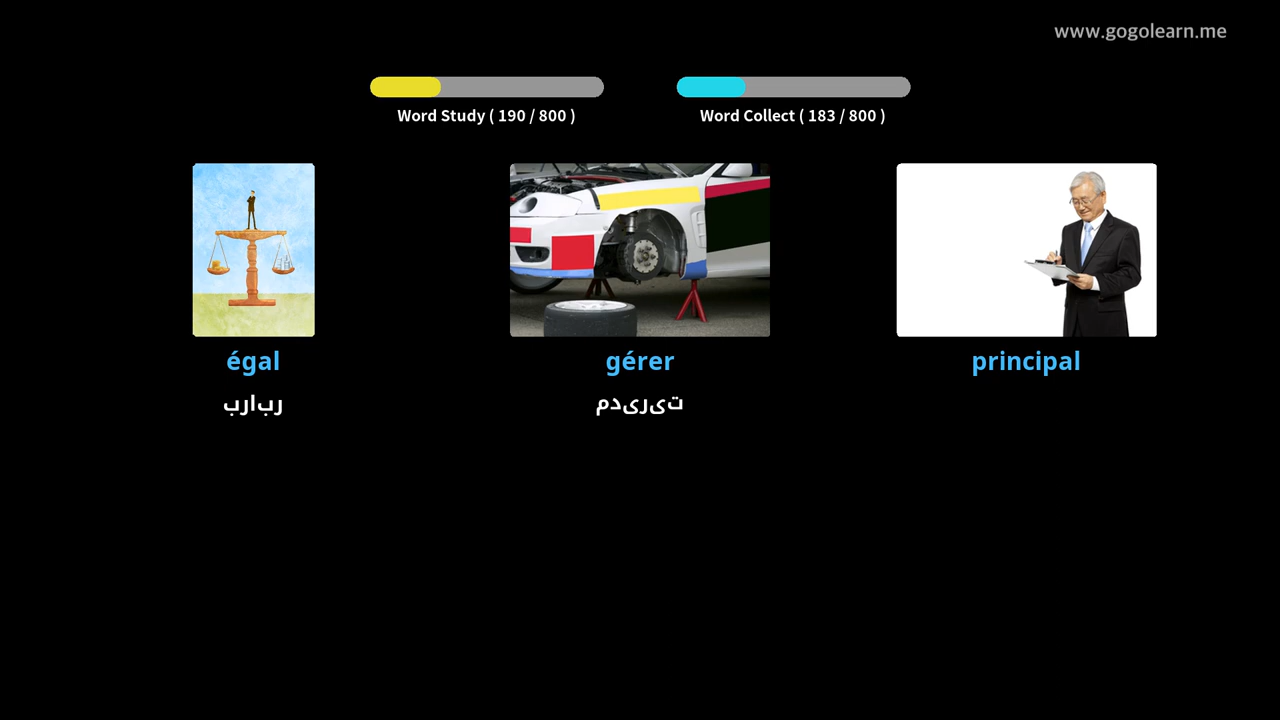 www.gogolearn.me
Word Study ( 190 / 800 )
Word Collect ( 183 / 800 )
égal
gérer
principal
ربارب
تیریدم